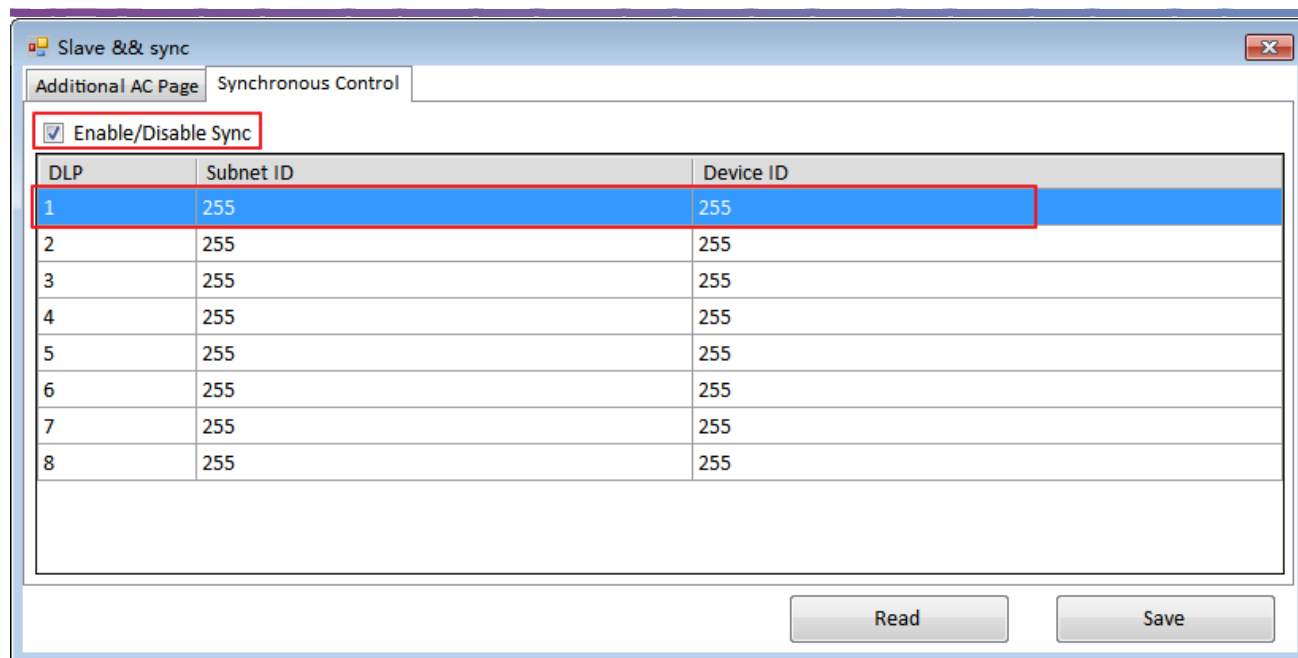 Slave && sync
Additional AC Page Synchronous Control
Enable/Disable Sync
DLP Subnet ID Device ID
1 255 255
2 255 255
3 255 255
4 255 255
5 255 255
6 255 255
7 255 255
8 255 255
Read Save